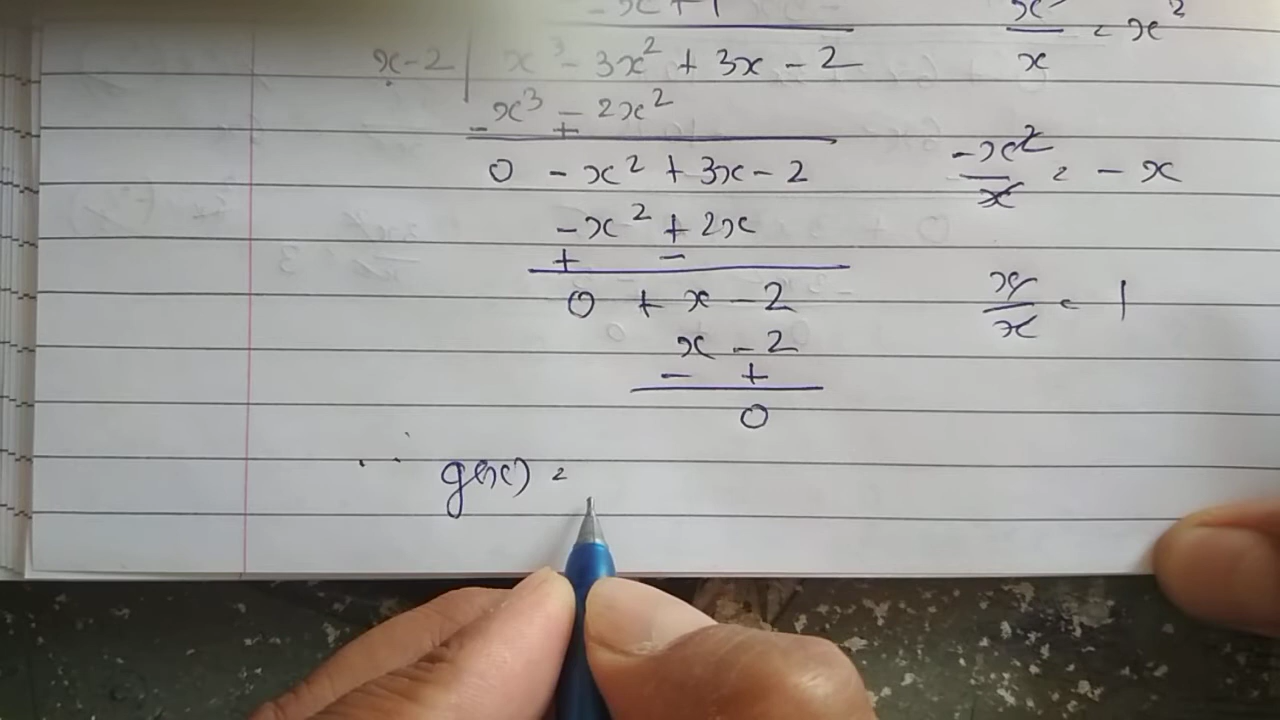 - x + 1
x - 2 | x³ - 3x² + 3x - 2
x³ - 2x²
- +
0 - x² + 3x - 2
- x² + 2x
+ -
0 + x - 2
x - 2
- +
0
∴ g(x) =
/ x = x²
-x² / x = - x
x / x = 1